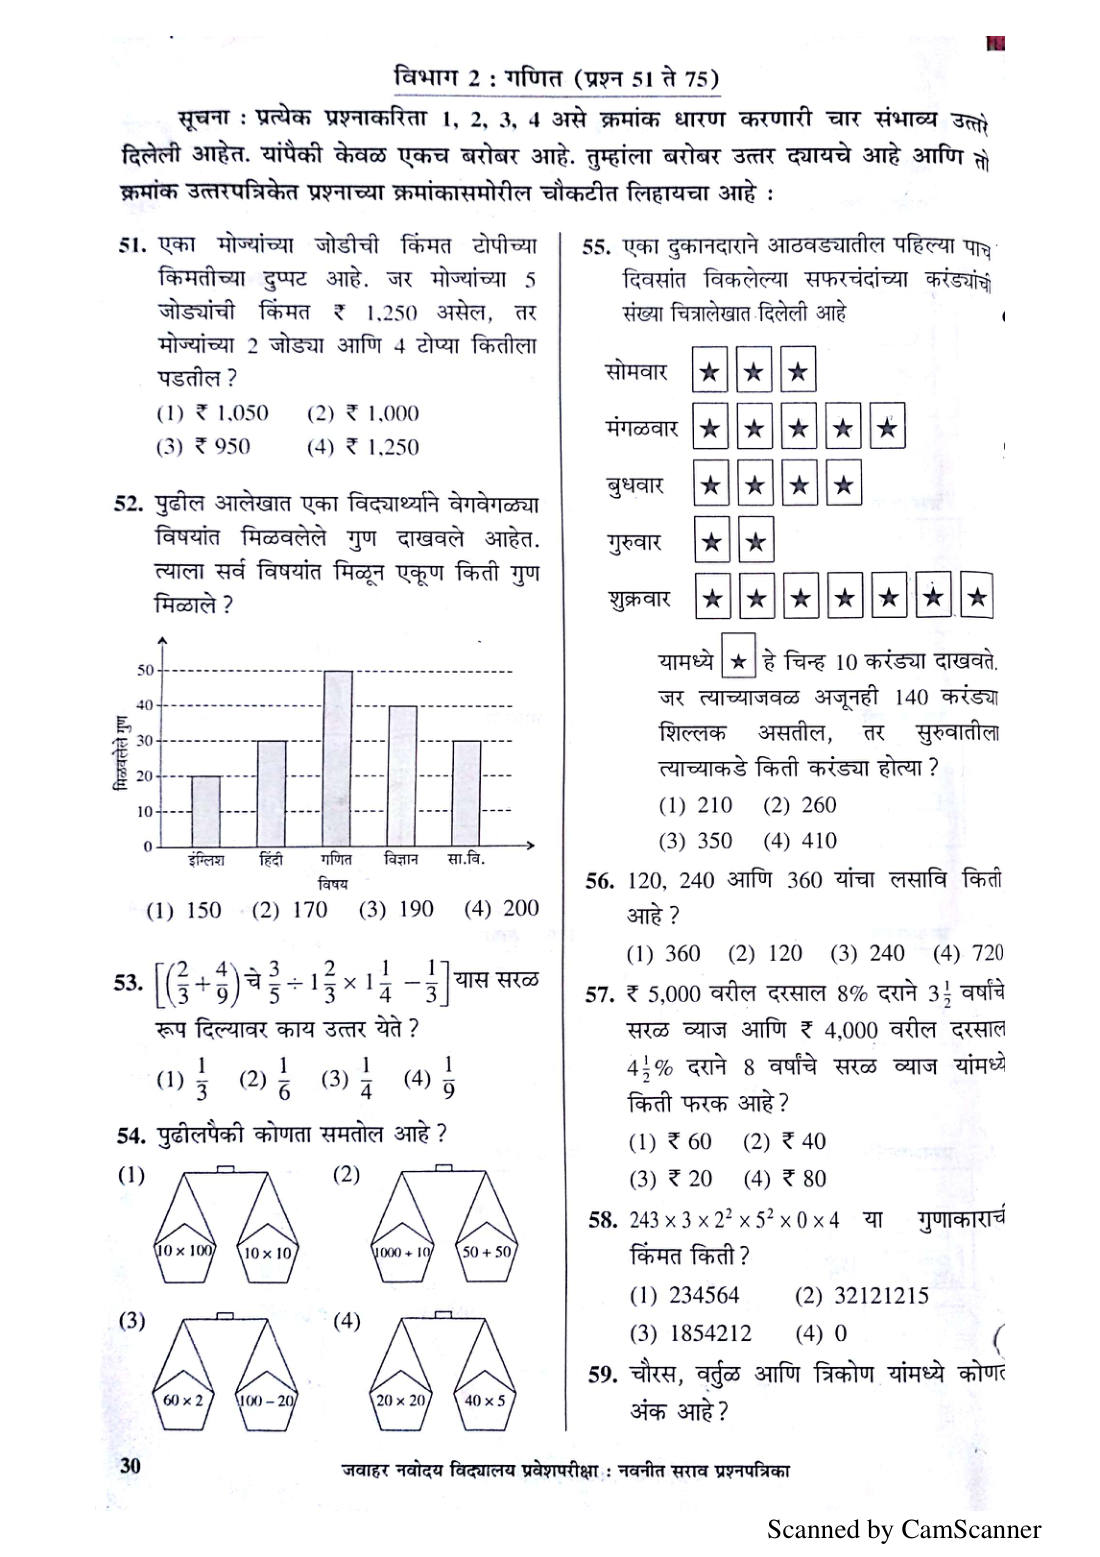 विभाग 2 : गणित (प्रश्न 51 ते 75)
सूचना : प्रत्येक प्रश्नाकरिता 1, 2, 3, 4 असे क्रमांक धारण करणारी चार संभाव्य उत्तरे
दिलेली आहेत. यांपैकी केवळ एकच बरोबर आहे. तुम्हांला बरोबर उत्तर द्यायचे आहे आणि तो
क्रमांक उत्तरपत्रिकेत प्रश्नाच्या क्रमांकासमोरील चौकटीत लिहायचा आहे :
51. एका मोज्यांच्या जोडीची किंमत टोपीच्या
किमतीच्या दुप्पट आहे. जर मोज्यांच्या 5
जोड्यांची किंमत ₹ 1,250 असेल, तर
मोज्यांच्या 2 जोड्या आणि 4 टोप्या कितीला
पडतील ?
(1) ₹ 1,050 (2) ₹ 1,000
(3) ₹ 950 (4) ₹ 1,250
52. पुढील आलेखात एका विद्यार्थ्याने वेगवेगळ्या
विषयांत मिळवलेले गुण दाखवले आहेत.
त्याला सर्व विषयांत मिळून एकूण किती गुण
मिळाले ?
मिळवलेले गुण
50
40
30
20
10
0
इंग्लिश हिंदी गणित विज्ञान सा.वि.
विषय
(1) 150 (2) 170 (3) 190 (4) 200
53. [(2/3 + 4/9) चे 3/5 ÷ 1 2/3 × 1 1/4 − 1/3] यास सरळ
रूप दिल्यावर काय उत्तर येते ?
(1) 1/3 (2) 1/6 (3) 1/4 (4) 1/9
54. पुढीलपैकी कोणता समतोल आहे ?
(1) (2)
10 × 100 10 × 10 1000 + 10 50 + 50
(3) (4)
60 × 2 100 − 20 20 × 20 40 × 5
55. एका दुकानदाराने आठवड्यातील पहिल्या पाच
दिवसांत विकलेल्या सफरचंदांच्या करंड्यांची
संख्या चित्रालेखात दिलेली आहे
सोमवार ★ ★ ★
मंगळवार ★ ★ ★ ★ ★
बुधवार ★ ★ ★ ★
गुरुवार ★ ★
शुक्रवार ★ ★ ★ ★ ★ ★ ★
यामध्ये ★ हे चिन्ह 10 करंड्या दाखवते.
जर त्याच्याजवळ अजूनही 140 करंड्या
शिल्लक असतील, तर सुरुवातीला
त्याच्याकडे किती करंड्या होत्या ?
(1) 210 (2) 260
(3) 350 (4) 410
56. 120, 240 आणि 360 यांचा लसावि किती
आहे ?
(1) 360 (2) 120 (3) 240 (4) 720
57. ₹ 5,000 वरील दरसाल 8% दराने 3 1/2 वर्षांचे
सरळ व्याज आणि ₹ 4,000 वरील दरसाल
4 1/2% दराने 8 वर्षांचे सरळ व्याज यांमध्ये
किती फरक आहे ?
(1) ₹ 60 (2) ₹ 40
(3) ₹ 20 (4) ₹ 80
58. 243 × 3 × 2² × 5² × 0 × 4 या गुणाकाराची
किंमत किती ?
(1) 234564 (2) 32121215
(3) 1854212 (4) 0
59. चौरस, वर्तुळ आणि त्रिकोण यांमध्ये कोणता
अंक आहे ?
30
जवाहर नवोदय विद्यालय प्रवेशपरीक्षा : नवनीत सराव प्रश्नपत्रिका
Scanned by CamScanner